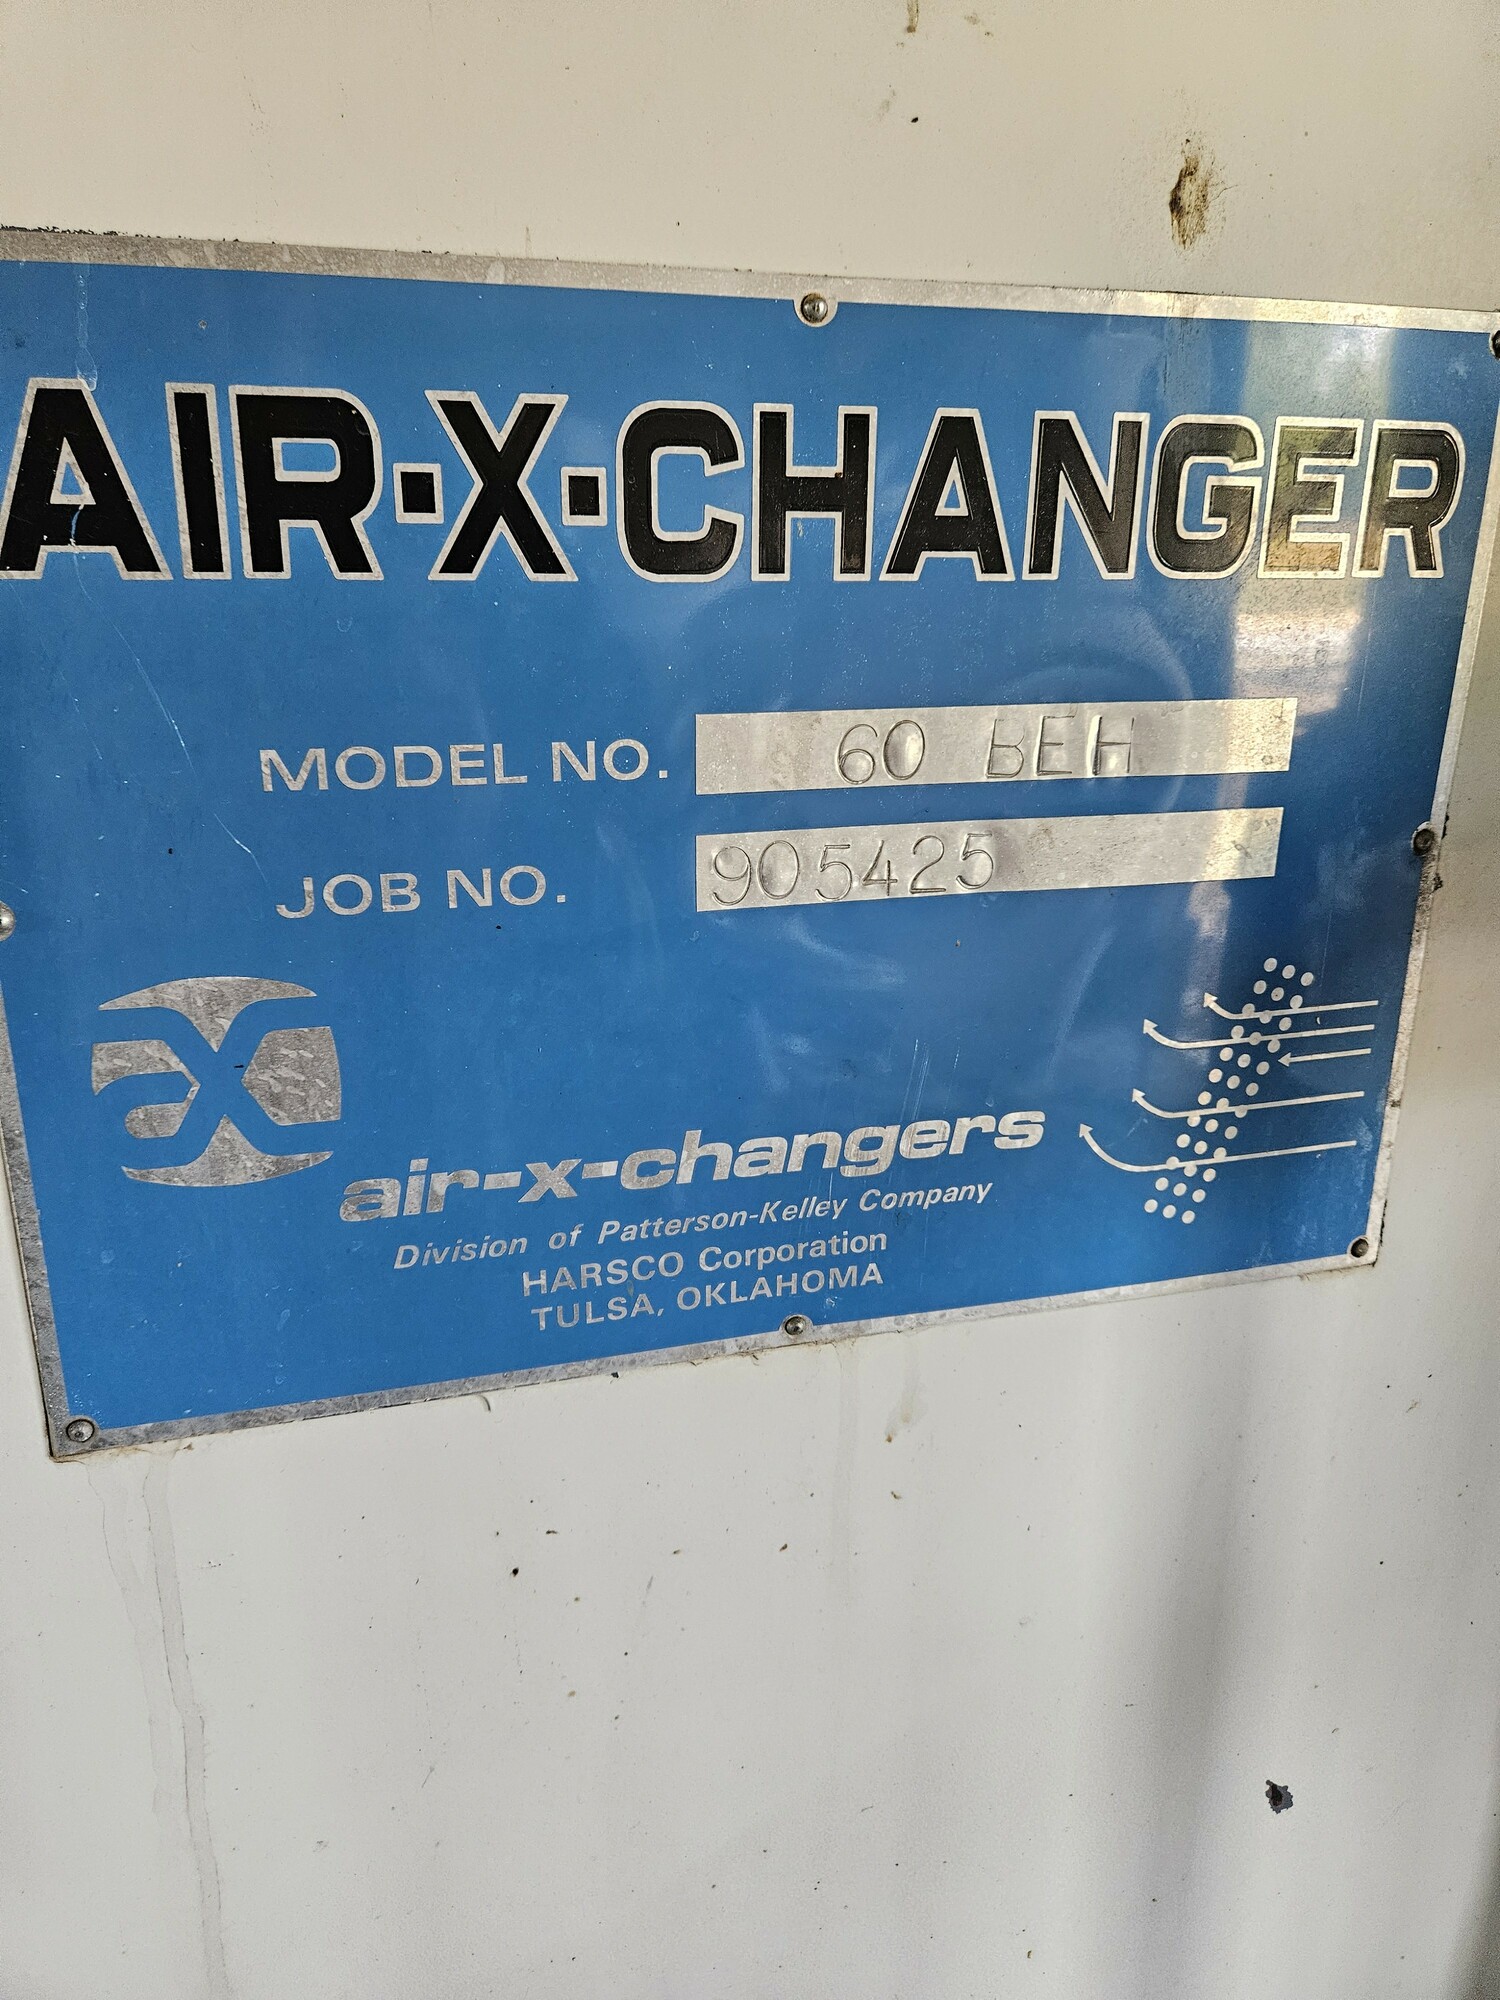 AIR·X·CHANGER
MODEL NO. 60 BEH
JOB NO. 905425
ax
air-x-changers
Division of Patterson-Kelley Company
HARSCO Corporation
TULSA, OKLAHOMA